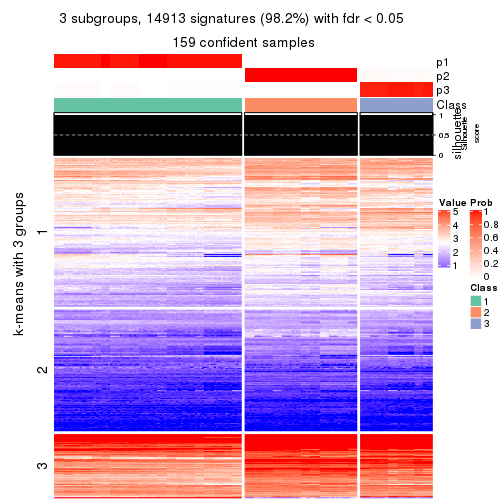 3 subgroups, 14913 signatures (98.2%) with fdr < 0.05
159 confident samples
p1
p2
p3
Class
1
0.5
0
silhouette
Silhouette
score
k-means with 3 groups
1
2
3
Value
5
4
3
2
1
Prob
1
0.8
0.6
0.4
0.2
0
Class
1
2
3